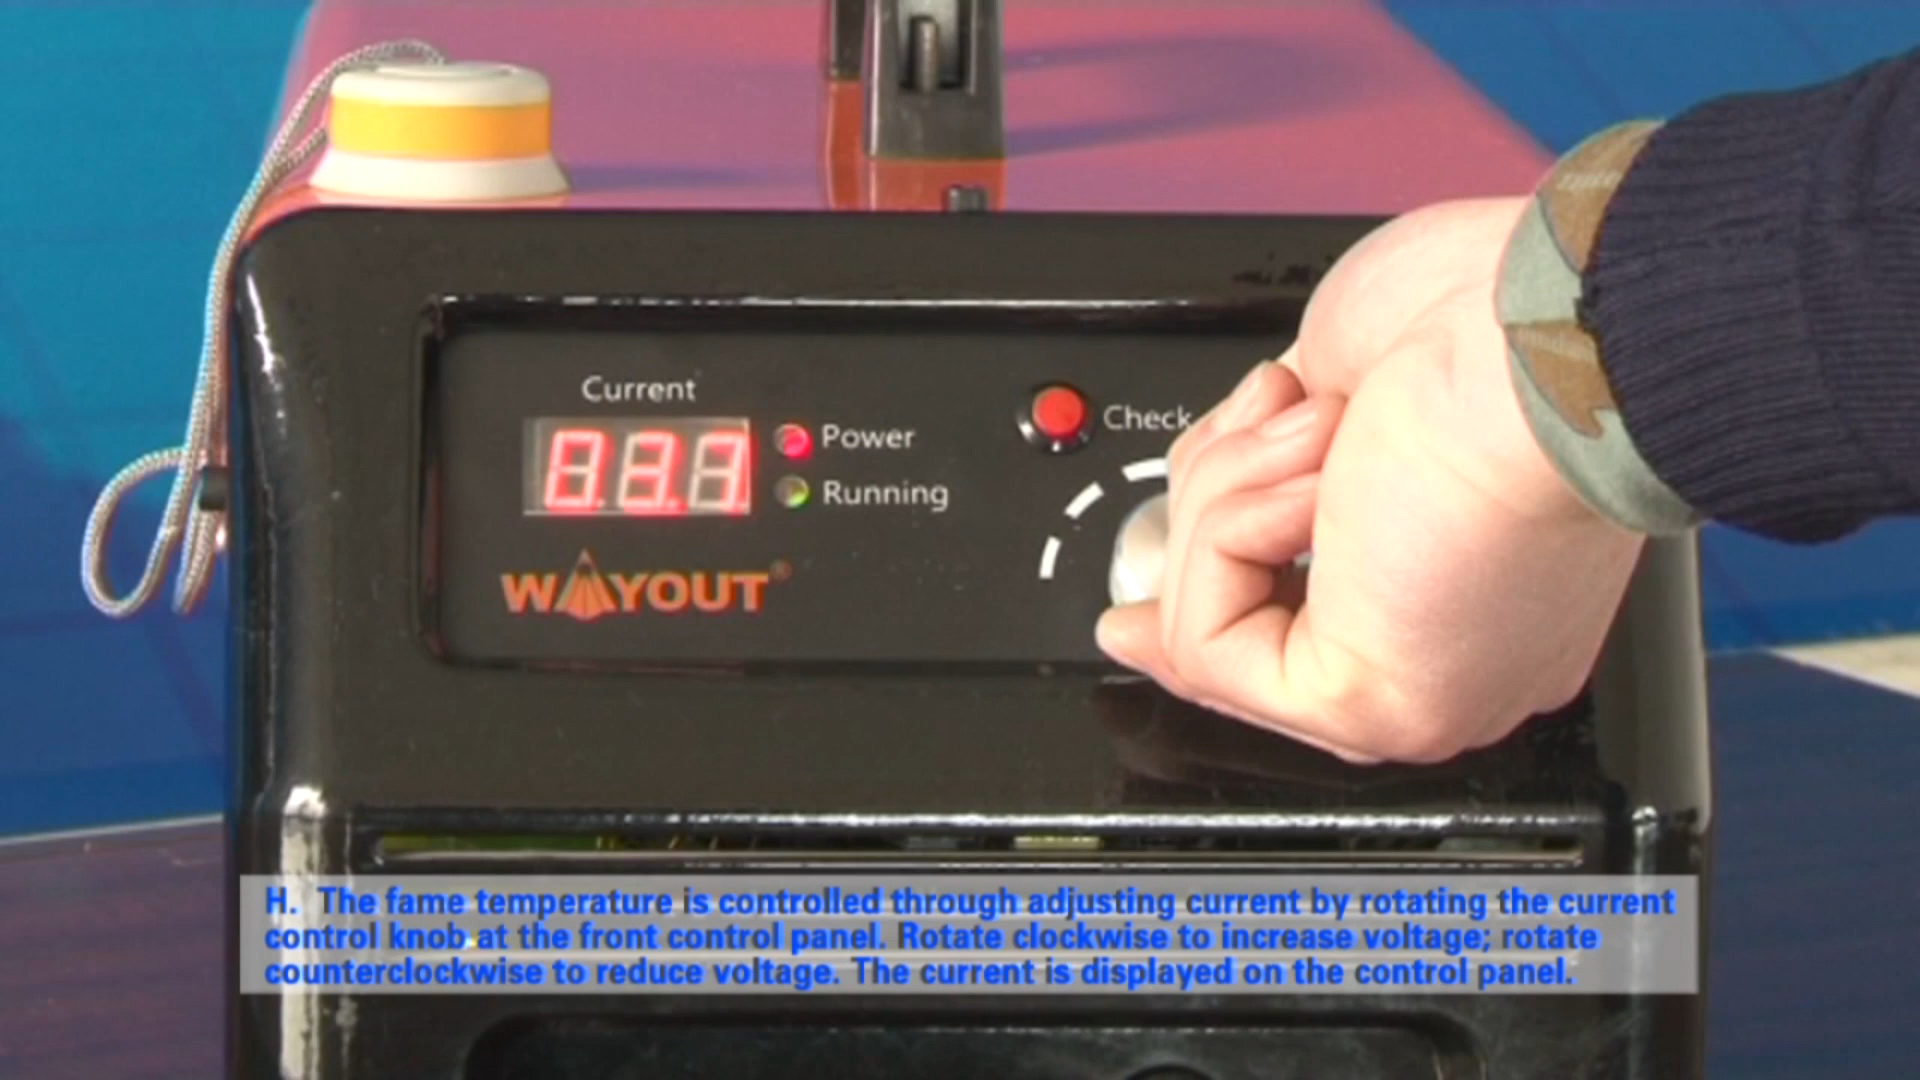 Current
Check
Power
Running
WAYOUT®
H. The fame temperature is controlled through adjusting current by rotating the current
control knob at the front control panel. Rotate clockwise to increase voltage; rotate
counterclockwise to reduce voltage. The current is displayed on the control panel.